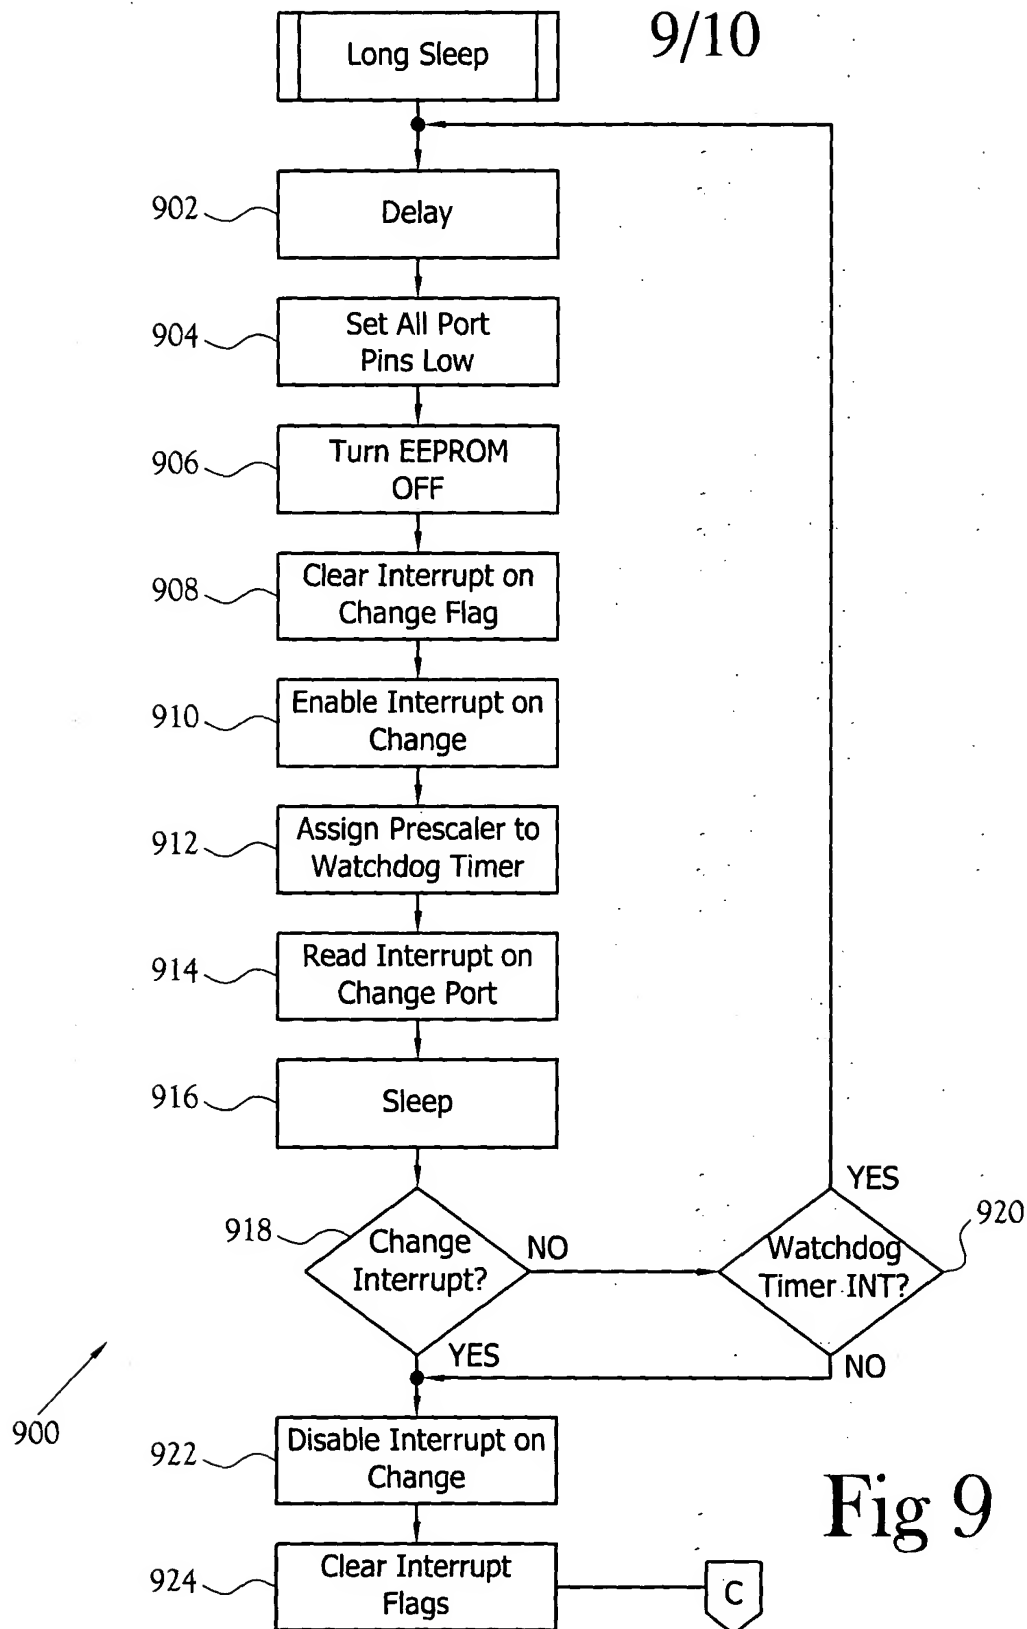 Long Sleep
9/10
902
Delay
904
Set All Port
Pins Low
906
Turn EEPROM
OFF
908
Clear Interrupt on
Change Flag
910
Enable Interrupt on
Change
912
Assign Prescaler to
Watchdog Timer
914
Read Interrupt on
Change Port
916
Sleep
918
Change
Interrupt?
NO
YES
YES
920
Watchdog
Timer INT?
NO
900
922
Disable Interrupt on
Change
Fig 9
924
Clear Interrupt
Flags
C